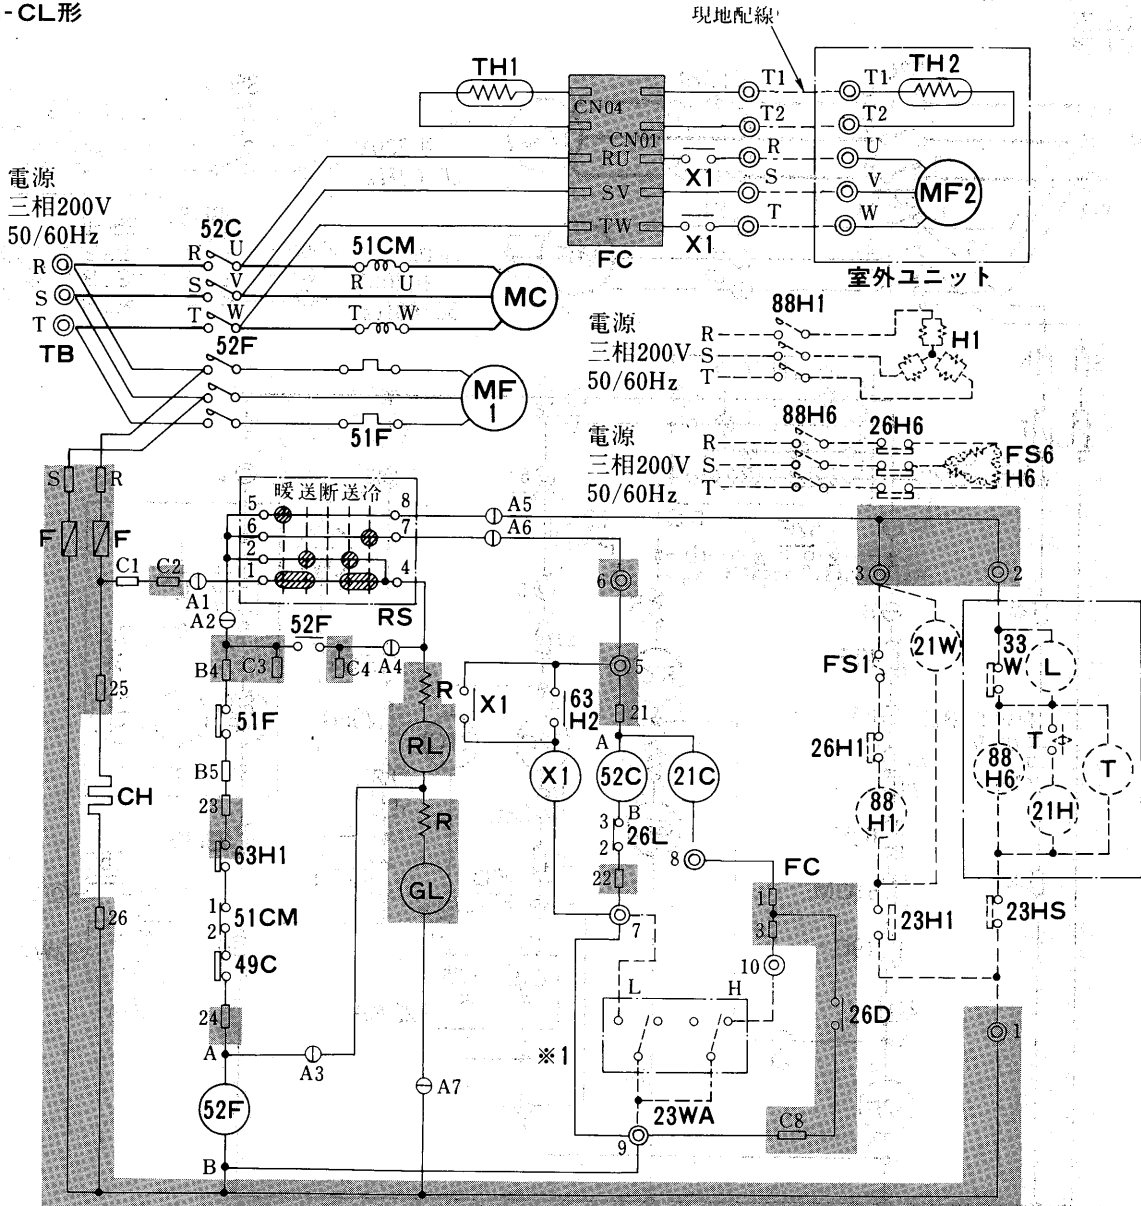 -CL形
現地配線
TH1
CN04
CN01
RU
SV
TW
FC
X1
X1
T1
T2
R
S
T
T1
T2
U
V
W
TH2
MF2
室外ユニット
電源
三相200V
50/60Hz
R
S
T
TB
52C
R U
S V
T W
51CM
R U
T W
MC
52F
51F
MF
1
電源
三相200V
50/60Hz
R
S
T
88H1
H1
電源
三相200V
50/60Hz
R
S
T
88H6
26H6
FS6
H6
S R
F F
C1 C2
A1
A2
暖送断送冷
5 8
6 7
2
1 4
RS
A5
A6
52F
C3 C4 A4
B4
51F
B5
23
63H1
1
2
51CM
49C
24
A
A3
52F
B
25
CH
26
R
RL
R
GL
A7
X1
63
H2
X1
6
5
21
A
52C
21C
B
3
2
26L
22
7
8
FC
1
3
10
L H
※1
23WA
9
C8
26D
3
2
FS1
21W
26H1
88
H1
23H1
33
W
L
T
88
H6
21H
T
23HS
1